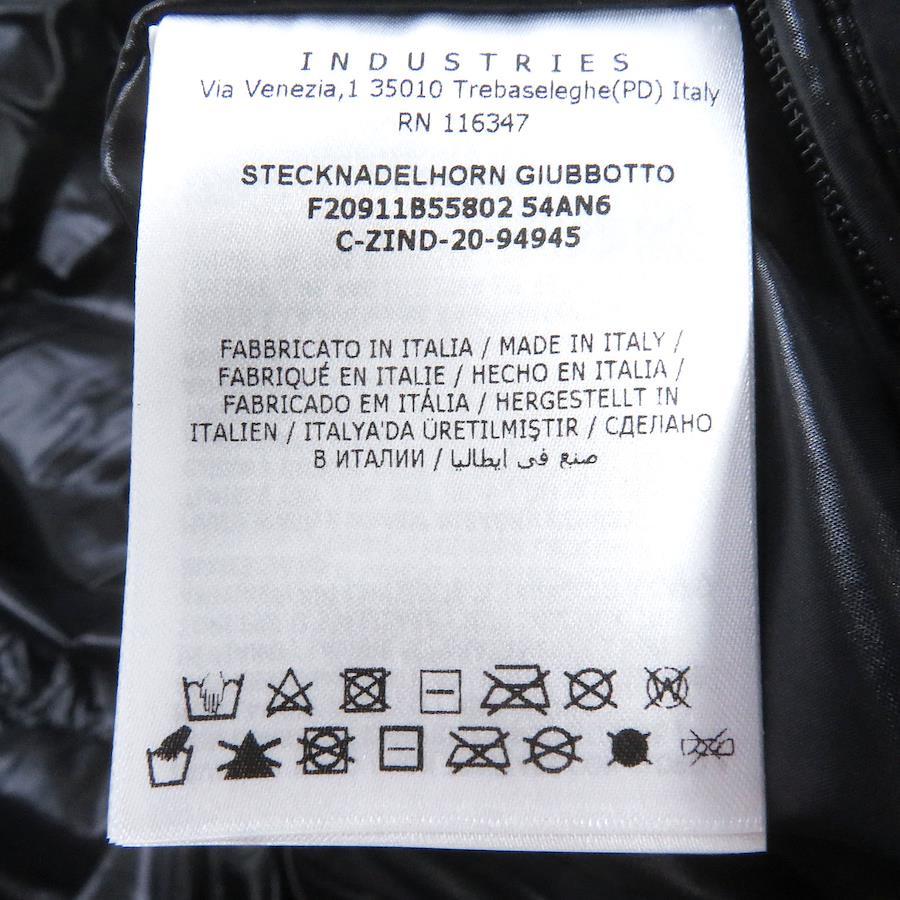 INDUSTRIES
Via Venezia,1 35010 Trebaseleghe(PD) Italy
RN 116347
STECKNADELHORN GIUBBOTTO
F20911B55802 54AN6
C-ZIND-20-94945
FABBRICATO IN ITALIA / MADE IN ITALY /
FABRIQUÉ EN ITALIE / HECHO EN ITALIA /
FABRICADO EM ITÁLIA / HERGESTELLT IN
ITALIEN / ITALYA'DA ÜRETILMIŞTIR / СДЕЛАНО
В ИТАЛИИ / صنع في ايطاليا
W